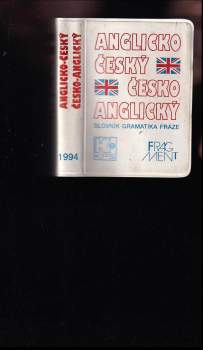 ANGLICKO-ČESKÝ
ČESKO-ANGLICKÝ
1994
ANGLICKO
ČESKÝ
ČESKO
ANGLICKÝ
SLOVNÍK GRAMATIKA FRÁZE
FRAG
MENT